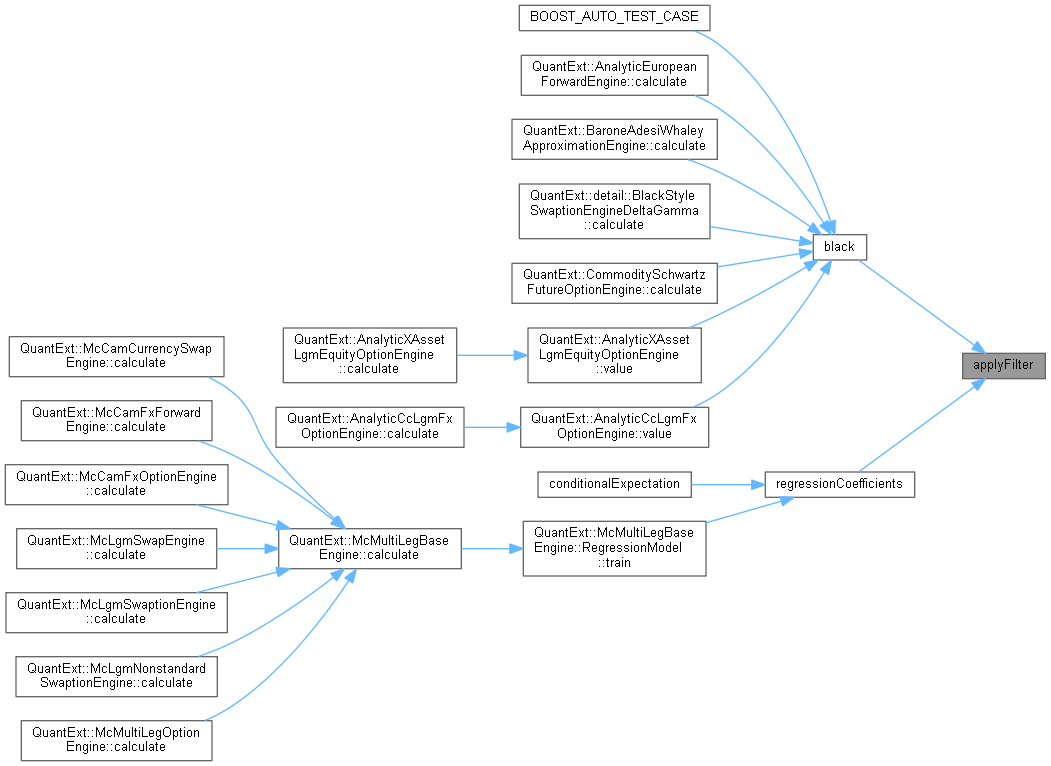 BOOST_AUTO_TEST_CASE
QuantExt::AnalyticEuropean
ForwardEngine::calculate
QuantExt::BaroneAdesiWhaley
ApproximationEngine::calculate
QuantExt::detail::BlackStyle
SwaptionEngineDeltaGamma
::calculate
black
QuantExt::CommoditySchwartz
FutureOptionEngine::calculate
QuantExt::AnalyticXAsset
LgmEquityOptionEngine
::calculate
QuantExt::AnalyticXAsset
LgmEquityOptionEngine
::value
applyFilter
QuantExt::McCamCurrencySwap
Engine::calculate
QuantExt::McCamFxForward
Engine::calculate
QuantExt::AnalyticCcLgmFx
OptionEngine::calculate
QuantExt::AnalyticCcLgmFx
OptionEngine::value
QuantExt::McCamFxOptionEngine
::calculate
conditionalExpectation
regressionCoefficients
QuantExt::McLgmSwapEngine
::calculate
QuantExt::McMultiLegBase
Engine::calculate
QuantExt::McMultiLegBase
Engine::RegressionModel
::train
QuantExt::McLgmSwaptionEngine
::calculate
QuantExt::McLgmNonstandard
SwaptionEngine::calculate
QuantExt::McMultiLegOption
Engine::calculate